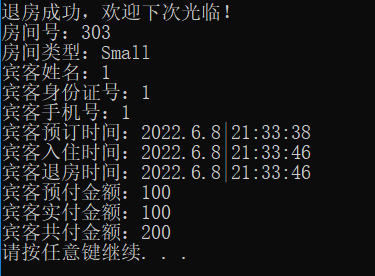 退房成功，欢迎下次光临！
房间号：303
房间类型：Small
宾客姓名：1
宾客身份证号：1
宾客手机号：1
宾客预订时间：2022.6.8|21:33:38
宾客入住时间：2022.6.8|21:33:46
宾客退房时间：2022.6.8|21:33:46
宾客预付金额：100
宾客实付金额：100
宾客共付金额：200
请按任意键继续. . .